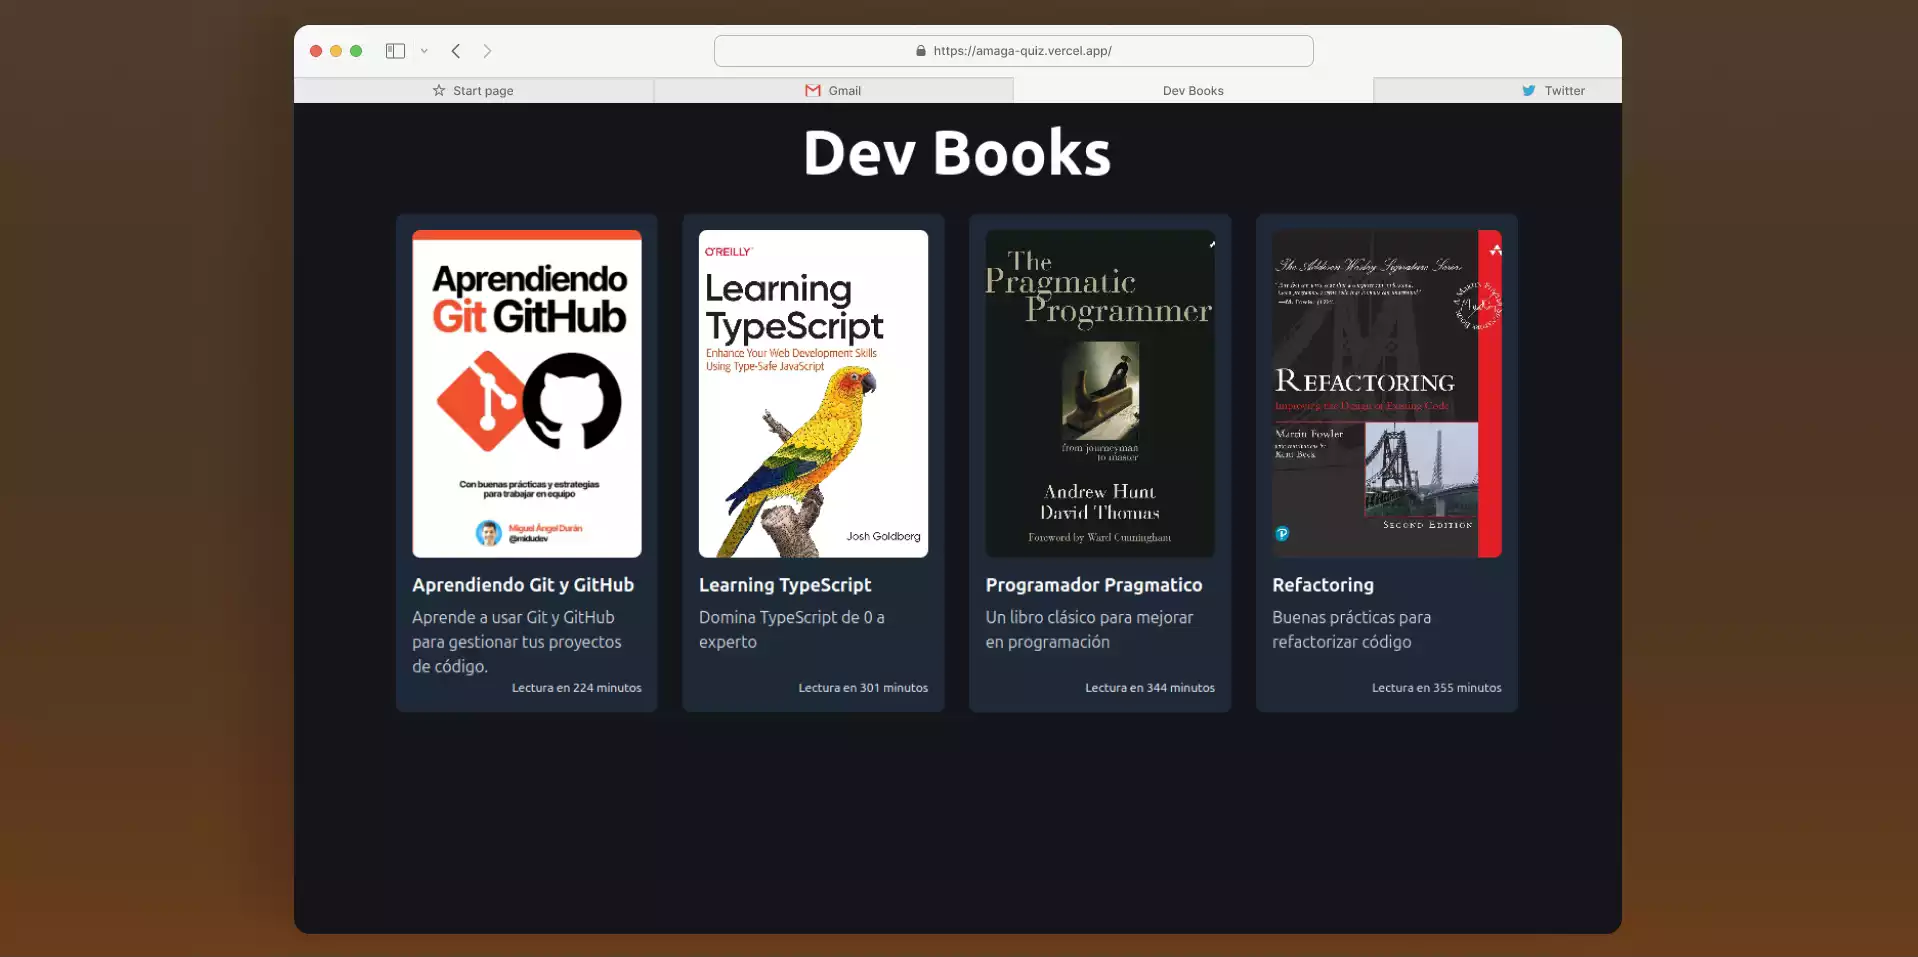 https://amaga-quiz.vercel.app/
Start page
Gmail
Dev Books
Twitter
Dev Books
Aprendiendo
Git GitHub
Con buenas prácticas y estrategias
para trabajar en equipo
Miguel Ángel Durán
@midudev
Aprendiendo Git y GitHub
Aprende a usar Git y GitHub
para gestionar tus proyectos
de código.
Lectura en 224 minutos
O'REILLY
Learning
TypeScript
Enhance Your Web Development Skills
Using Type-Safe JavaScript
Josh Goldberg
Learning TypeScript
Domina TypeScript de 0 a
experto
Lectura en 301 minutos
The
Pragmatic
Programmer
from journeyman
to master
Andrew Hunt
David Thomas
Foreword by Ward Cunningham
Programador Pragmatico
Un libro clásico para mejorar
en programación
Lectura en 344 minutos
The Addison Wesley Signature Series
—M. Fowler
REFACTORING
Improving the Design of Existing Code
Martin Fowler
Kent Beck
SECOND EDITION
Refactoring
Buenas prácticas para
refactorizar código
Lectura en 355 minutos